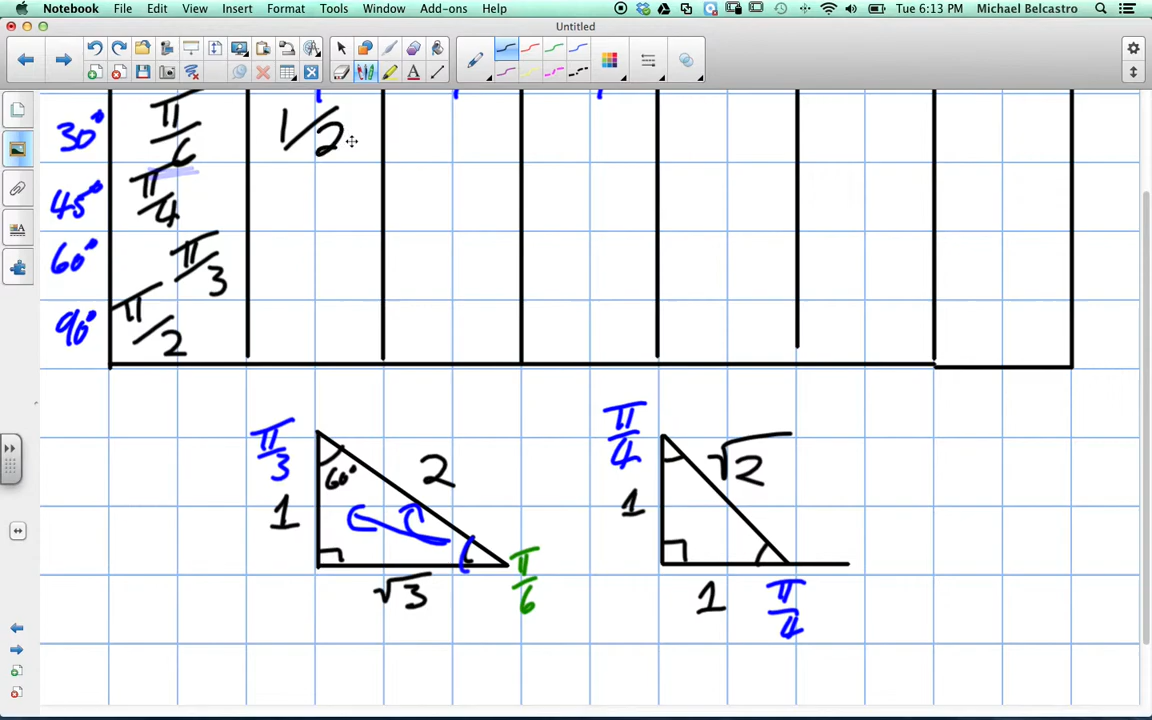 Notebook File Edit View Insert Format Tools Window Add-ons Help Tue 6:13 PM Michael Belcastro
Untitled
30° π/6 1/2
45° π/4
60° π/3
90° π/2
π/3 60° 2
1
√3 π/6
π/4 √2
1
1 π/4